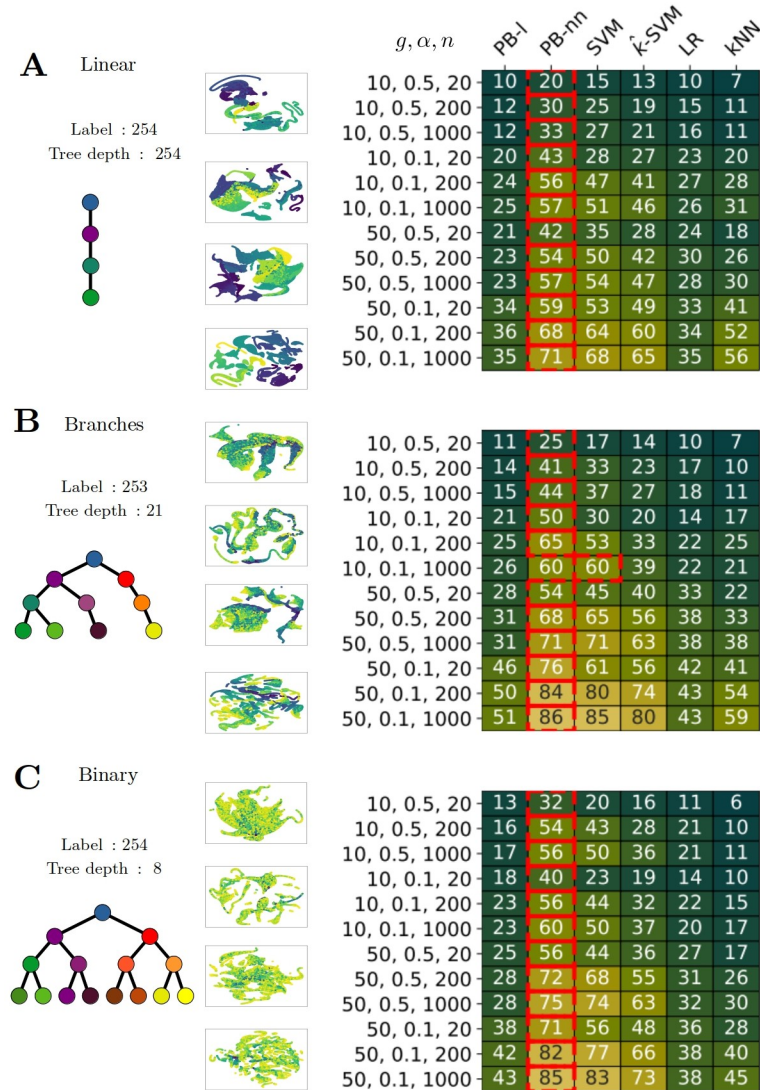 g, α, n
PB-l PB-nn SVM k̂-SVM LR kNN
A Linear
Label : 254
Tree depth : 254
10, 0.5, 20 10 20 15 13 10 7
10, 0.5, 200 12 30 25 19 15 11
10, 0.5, 1000 12 33 27 21 16 11
10, 0.1, 20 20 43 28 27 23 20
10, 0.1, 200 24 56 47 41 27 28
10, 0.1, 1000 25 57 51 46 26 31
50, 0.5, 20 21 42 35 28 24 18
50, 0.5, 200 23 54 50 42 30 26
50, 0.5, 1000 23 57 54 47 28 30
50, 0.1, 20 34 59 53 49 33 41
50, 0.1, 200 36 68 64 60 34 52
50, 0.1, 1000 35 71 68 65 35 56
B Branches
Label : 253
Tree depth : 21
10, 0.5, 20 11 25 17 14 10 7
10, 0.5, 200 14 41 33 23 17 10
10, 0.5, 1000 15 44 37 27 18 11
10, 0.1, 20 21 50 30 20 14 17
10, 0.1, 200 25 65 53 33 22 25
10, 0.1, 1000 26 60 60 39 22 21
50, 0.5, 20 28 54 45 40 33 22
50, 0.5, 200 31 68 65 56 38 33
50, 0.5, 1000 31 71 71 63 38 38
50, 0.1, 20 46 76 61 56 42 41
50, 0.1, 200 50 84 80 74 43 54
50, 0.1, 1000 51 86 85 80 43 59
C Binary
Label : 254
Tree depth : 8
10, 0.5, 20 13 32 20 16 11 6
10, 0.5, 200 16 54 43 28 21 10
10, 0.5, 1000 17 56 50 36 21 11
10, 0.1, 20 18 40 23 19 14 10
10, 0.1, 200 23 56 44 32 22 15
10, 0.1, 1000 23 60 50 37 20 17
50, 0.5, 20 25 56 44 36 27 17
50, 0.5, 200 28 72 68 55 31 26
50, 0.5, 1000 28 75 74 63 32 30
50, 0.1, 20 38 71 56 48 36 28
50, 0.1, 200 42 82 77 66 38 40
50, 0.1, 1000 43 85 83 73 38 45